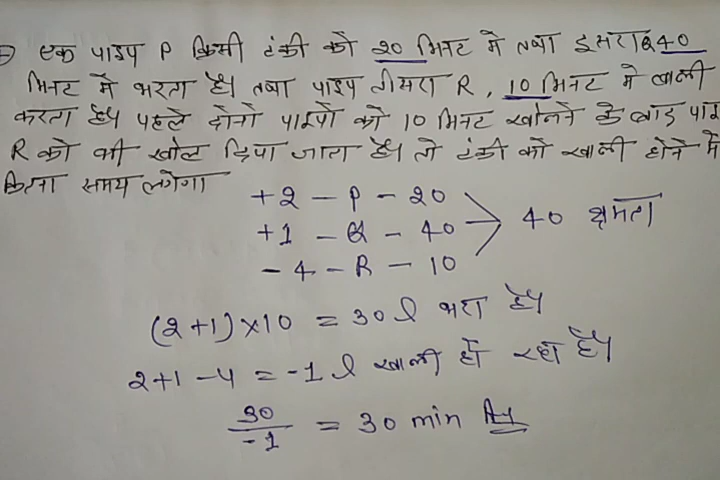 एक पाइप P किसी टंकी को 20 मिनट में तथा दूसरा Q 40
मिनट में भरता है। तथा पाइप तीसरा R, 10 मिनट में खाली
करता है। पहले दोनो पाइपों को 10 मिनट खोलने के बाद पाइ
R को भी खोल दिया जाता है। तो टंकी को खाली होने में
कितना समय लगेगा
+2 - P - 20
+1 - Q - 40 40 क्षमता
- 4 - R - 10
(2+1)×10 = 30 l भरा है।
2+1-4 = -1 l खाली हो रहा है।
30/-1 = 30 min Ans